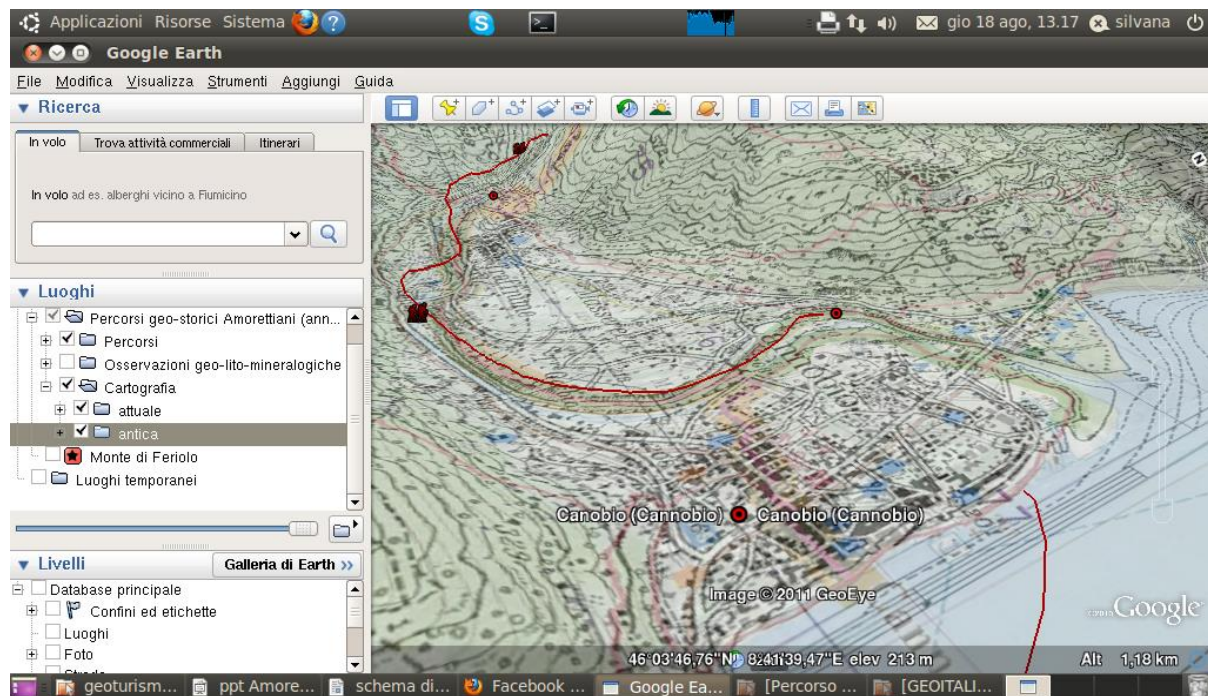 Applicazioni Risorse Sistema
gio 18 ago, 13.17 silvana
Google Earth
File Modifica Visualizza Strumenti Aggiungi Guida
Ricerca
In volo Trova attività commerciali Itinerari
In volo ad es. alberghi vicino a Fiumicino
Luoghi
Percorsi geo-storici Amorettiani (ann...
Percorsi
Osservazioni geo-lito-mineralogiche
Cartografia
attuale
antica
Monte di Feriolo
Luoghi temporanei
Livelli
Galleria di Earth >>
Database principale
Confini ed etichette
Luoghi
Foto
Canobio (Cannobio) Canobio (Cannobio)
Image © 2011 GeoEye
Google
elev 213 m Alt 1,18 km
geoturism... ppt Amore... schema di... Facebook ... Google Ea... [Percorso ... [GEOITALI...